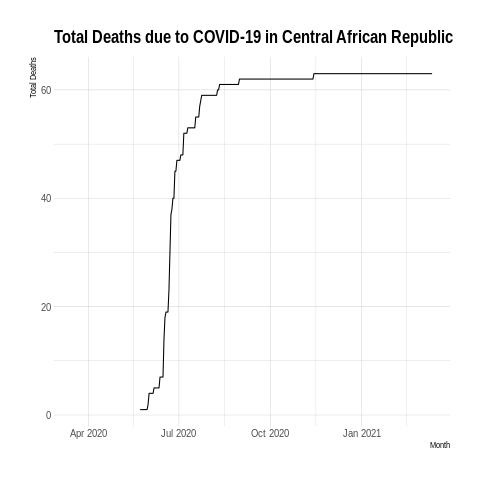 Total Deaths due to COVID-19 in Central African Republic
Total Deaths
60
40
20
0
Apr 2020 Jul 2020 Oct 2020 Jan 2021
Month